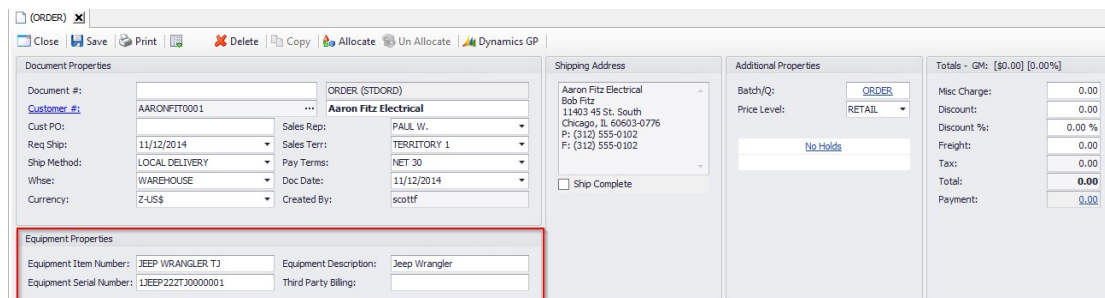 (ORDER) X
Close Save Print Delete Copy Allocate Un Allocate Dynamics GP
Document Properties
Document #: ORDER (STDORD)
Customer #: AARONFIT0001 ... Aaron Fitz Electrical
Cust PO: Sales Rep: PAUL W.
Req Ship: 11/12/2014 Sales Terr: TERRITORY 1
Ship Method: LOCAL DELIVERY Pay Terms: NET 30
Whse: WAREHOUSE Doc Date: 11/12/2014
Currency: Z-US$ Created By: scottf
Equipment Properties
Equipment Item Number: JEEP WRANGLER TJ Equipment Description: Jeep Wrangler
Equipment Serial Number: 1JEEP222TJ0000001 Third Party Billing:
Shipping Address
Aaron Fitz Electrical
Bob Fitz
11403 45 St. South
Chicago, IL 60603-0776
P: (312) 555-0102
F: (312) 555-0102
Ship Complete
Additional Properties
Batch/Q: ORDER
Price Level: RETAIL
No Holds
Totals - GM: [$0.00] [0.00%]
Misc Charge: 0.00
Discount: 0.00
Discount %: 0.00 %
Freight: 0.00
Tax: 0.00
Total: 0.00
Payment: 0.00